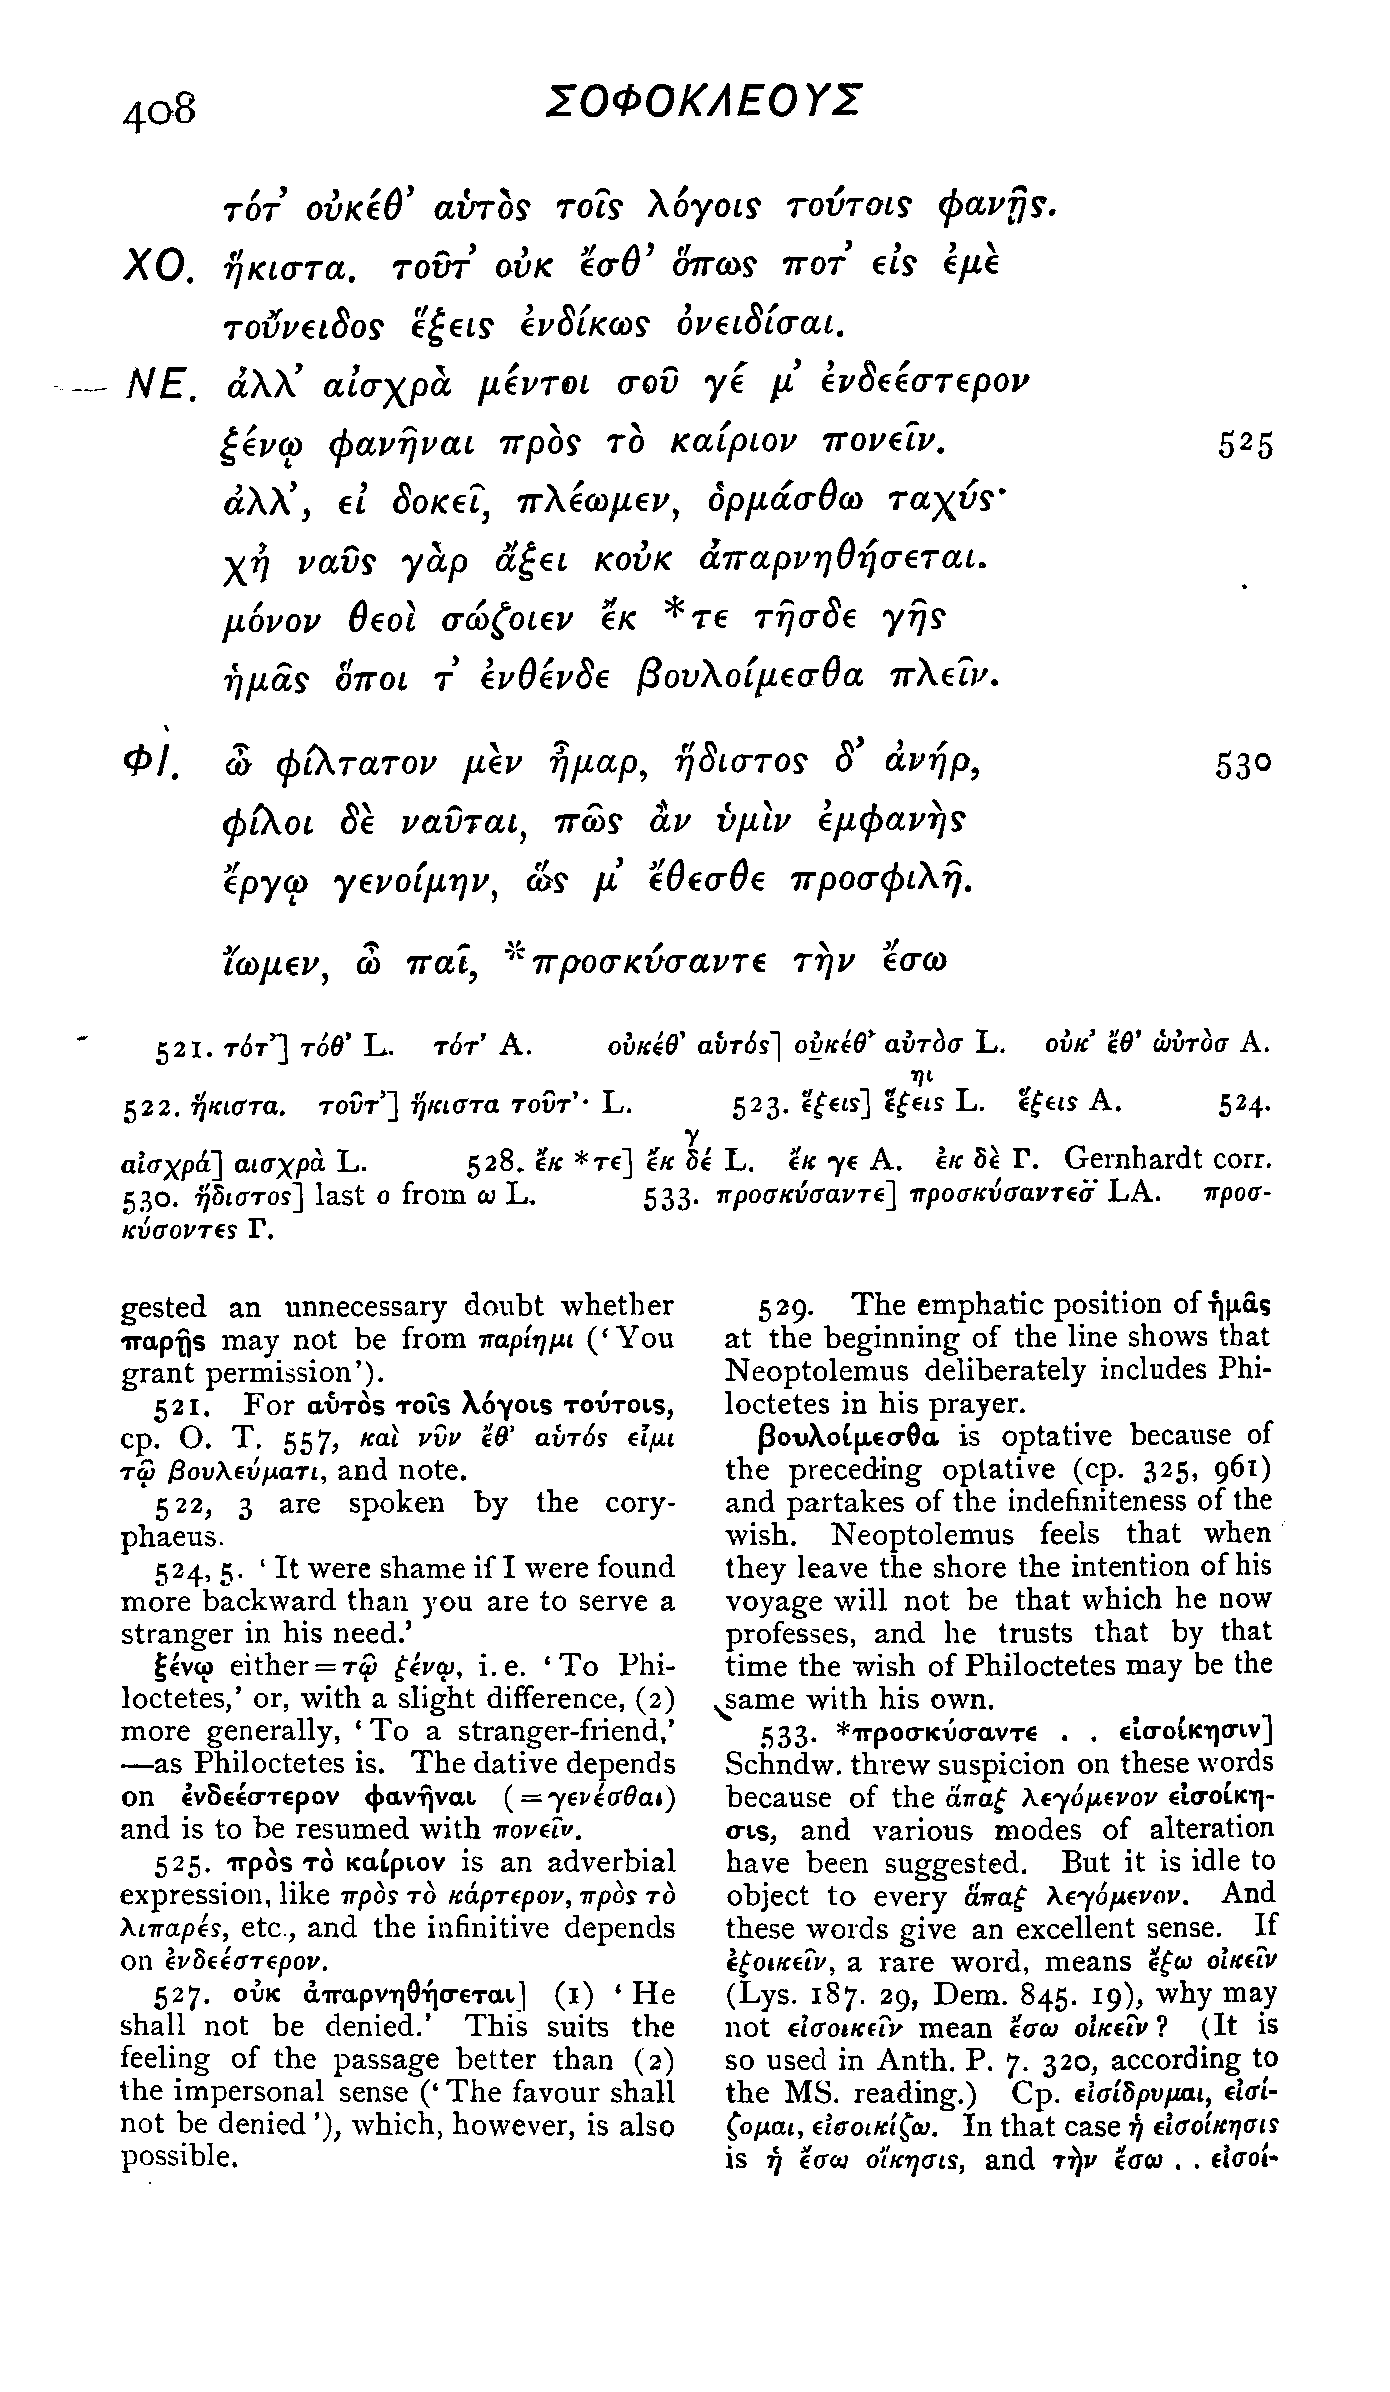 408
ΣΟΦΟΚΛΕΟΥΣ
τότ’ οὐκέθ’ αὑτὸς τοῖς λόγοις τούτοις φανῇς.
ΧΟ. ἥκιστα. τοῦτ’ οὐκ ἔσθ’ ὅπως ποτ’ εἰς ἐμὲ
τοὔνειδος ἕξεις ἐνδίκως ὀνειδίσαι.
ΝΕ. ἀλλ’ αἰσχρὰ μέντοι σοῦ γέ μ’ ἐνδεέστερον
ξένῳ φανῆναι πρὸς τὸ καίριον πονεῖν. 525
ἀλλ’, εἰ δοκεῖ, πλέωμεν, ὁρμάσθω ταχύς·
χἠ ναῦς γὰρ ἄξει κοὐκ ἀπαρνηθήσεται.
μόνον θεοὶ σώζοιεν ἔκ *τε τῆσδε γῆς
ἡμᾶς ὅποι τ’ ἐνθένδε βουλοίμεσθα πλεῖν.
ΦΙ. ὦ φίλτατον μὲν ἦμαρ, ἥδιστος δ’ ἀνήρ, 530
φίλοι δὲ ναῦται, πῶς ἂν ὑμὶν ἐμφανὴς
ἔργῳ γενοίμην, ὥς μ’ ἔθεσθε προσφιλῆ.
ἴωμεν, ὦ παῖ, *προσκύσαντε τὴν ἔσω
521. τότ’] τόθ’ L. τότ’ A. οὐκέθ’ αὑτός] οὐκέθ’ αὐτὸσ L. οὐκ’ ἔθ’ ὡὐτὸσ A.
522. ἥκιστα. τοῦτ’] ἥκιστα τοῦτ’· L. 523. ἕξεις] ἕξεις ηι L. ἕξεις A. 524.
αἰσχρά] αισχρὰ L. 528. ἔκ *τε] ἔκ δέ γ L. ἔκ γε A. ἐκ δὲ Γ. Gernhardt corr.
530. ἥδιστος] last ο from ω L. 533. προσκύσαντε] προσκύσαντεσ̈ LA. προσ-
κύσοντες Γ.
gested an unnecessary doubt whether
παρῇς may not be from παρίημι (‘You
grant permission’).
521. For αὑτὸς τοῖς λόγοις τούτοις,
cp. O. T. 557, καὶ νῦν ἔθ’ αὑτός εἰμι
τῷ βουλεύματι, and note.
522, 3 are spoken by the cory-
phaeus.
524, 5. ‘It were shame if I were found
more backward than you are to serve a
stranger in his need.’
ξένῳ either = τῷ ξένῳ, i.e. ‘To Phi-
loctetes,’ or, with a slight difference, (2)
more generally, ‘To a stranger-friend,’
—as Philoctetes is. The dative depends
on ἐνδεέστερον φανῆναι (=γενέσθαι)
and is to be resumed with πονεῖν.
525. πρὸς τὸ καίριον is an adverbial
expression, like πρὸς τὸ κάρτερον, πρὸς τὸ
λιπαρές, etc., and the infinitive depends
on ἐνδεέστερον.
527. οὐκ ἀπαρνηθήσεται] (1) ‘He
shall not be denied.’ This suits the
feeling of the passage better than (2)
the impersonal sense (‘The favour shall
not be denied’), which, however, is also
possible.
529. The emphatic position of ἡμᾶς
at the beginning of the line shows that
Neoptolemus deliberately includes Phi-
loctetes in his prayer.
βουλοίμεσθα is optative because of
the preceding optative (cp. 325, 961)
and partakes of the indefiniteness of the
wish. Neoptolemus feels that when
they leave the shore the intention of his
voyage will not be that which he now
professes, and he trusts that by that
time the wish of Philoctetes may be the
same with his own.
533. *προσκύσαντε . . εἰσοίκησιν]
Schndw. threw suspicion on these words
because of the ἅπαξ λεγόμενον εἰσοίκη-
σις, and various modes of alteration
have been suggested. But it is idle to
object to every ἅπαξ λεγόμενον. And
these words give an excellent sense. If
ἐξοικεῖν, a rare word, means ἔξω οἰκεῖν
(Lys. 187. 29, Dem. 845. 19), why may
not εἰσοικεῖν mean ἔσω οἰκεῖν? (It is
so used in Anth. P. 7. 320, according to
the MS. reading.) Cp. εἰσίδρυμαι, εἰσί-
ζομαι, εἰσοικίζω. In that case ἡ εἰσοίκησις
is ἡ ἔσω οἴκησις, and τὴν ἔσω . . εἰσοί-